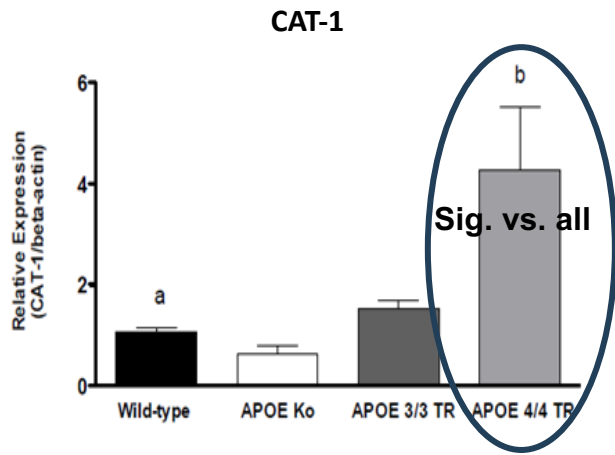 CAT-1
Relative Expression
(CAT-1/beta-actin)
6
4
2
0
a
b
Sig. vs. all
Wild-type
APOE Ko
APOE 3/3 TR
APOE 4/4 TR